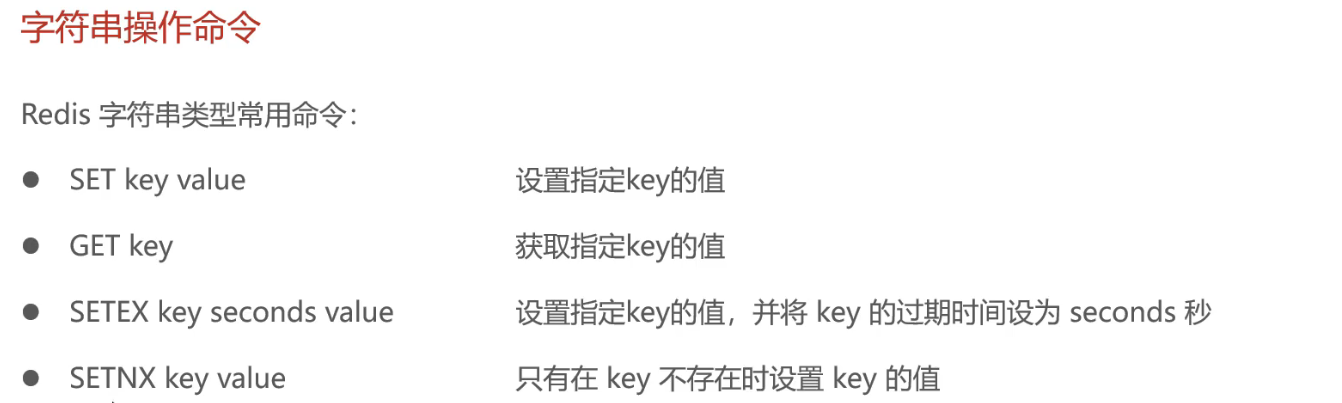 字符串操作命令
Redis 字符串类型常用命令：
● SET key value 设置指定key的值
● GET key 获取指定key的值
● SETEX key seconds value 设置指定key的值，并将 key 的过期时间设为 seconds 秒
● SETNX key value 只有在 key 不存在时设置 key 的值